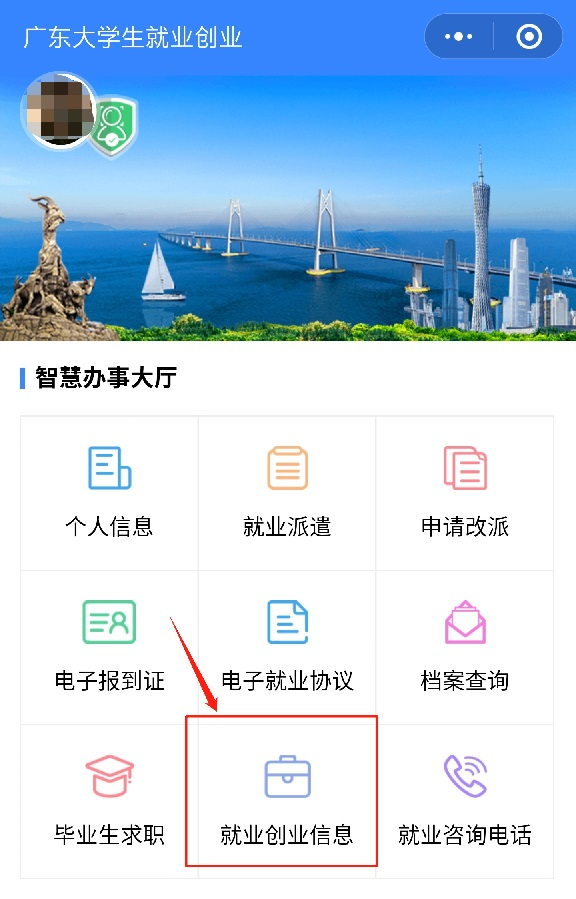 广东大学生就业创业
智慧办事大厅
个人信息
就业派遣
申请改派
电子报到证
电子就业协议
档案查询
毕业生求职
就业创业信息
就业咨询电话